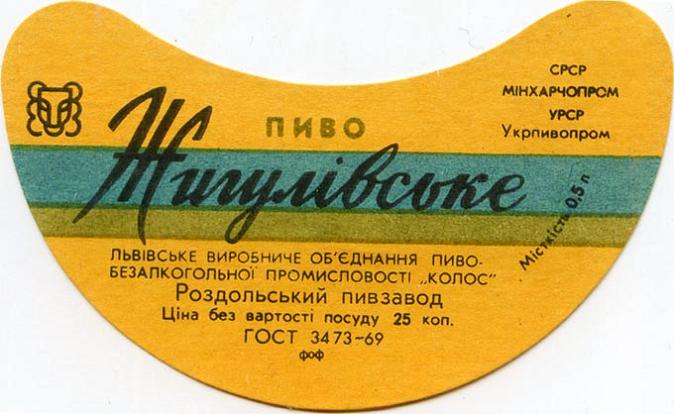 СРСР
МІНХАРЧОПРОМ
УРСР
Укрпивопром
ПИВО
Жигулівське
Місткість 0,5 л
ЛЬВІВСЬКЕ ВИРОБНИЧЕ ОБ'ЄДНАННЯ ПИВО-
БЕЗАЛКОГОЛЬНОЇ ПРОМИСЛОВОСТІ „КОЛОС"
Роздольський пивзавод
Ціна без вартості посуду 25 коп.
ГОСТ 3473-69
фоф